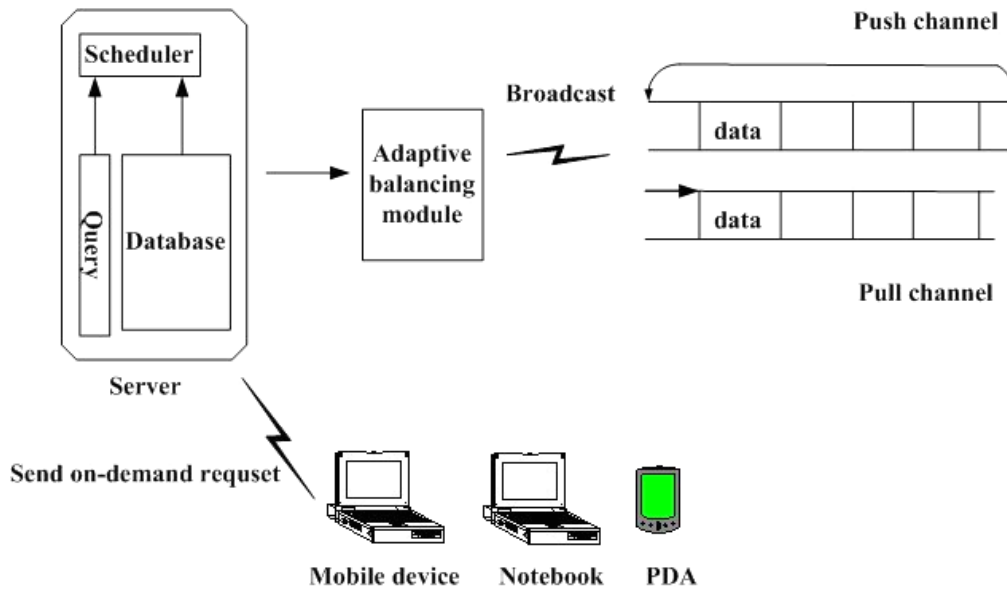 Push channel
Scheduler
Broadcast
data
Adaptive
balancing
module
Query
Database
data
Pull channel
Server
Send on-demand requset
Mobile device
Notebook
PDA